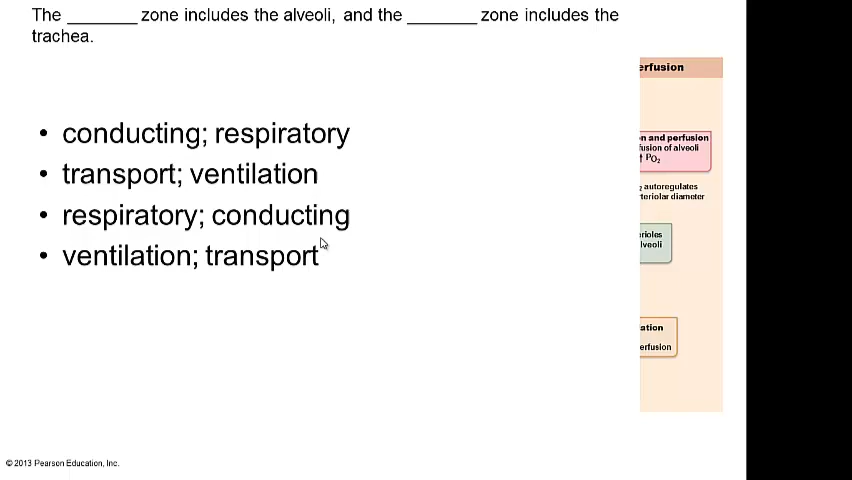 The ________ zone includes the alveoli, and the ________ zone includes the
trachea.
• conducting; respiratory
• transport; ventilation
• respiratory; conducting
• ventilation; transport
erfusion
n and perfusion
fusion of alveoli
PO2
2 autoregulates
teriolar diameter
rioles
lveoli
ation
erfusion
© 2013 Pearson Education, Inc.